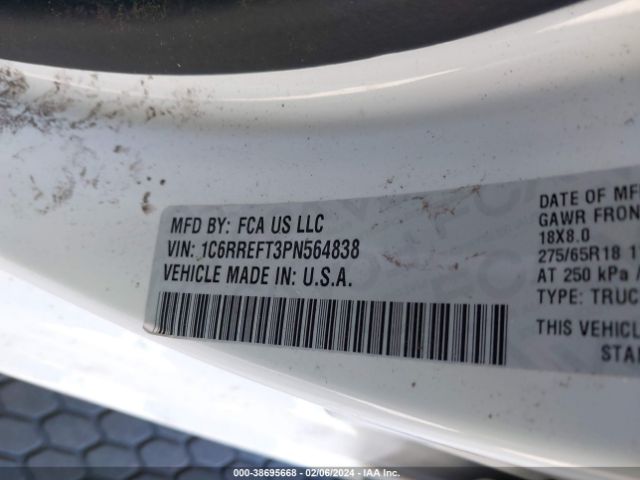 MFD BY: FCA US LLC
VIN: 1C6RREFT3PN564838
VEHICLE MADE IN: U.S.A.
DATE OF MF
GAWR FRON
18X8.0
275/65R18 1
AT 250 kPa
TYPE: TRUC
THIS VEHICL
STA
000-38695668 - 02/06/2024 - IAA Inc.